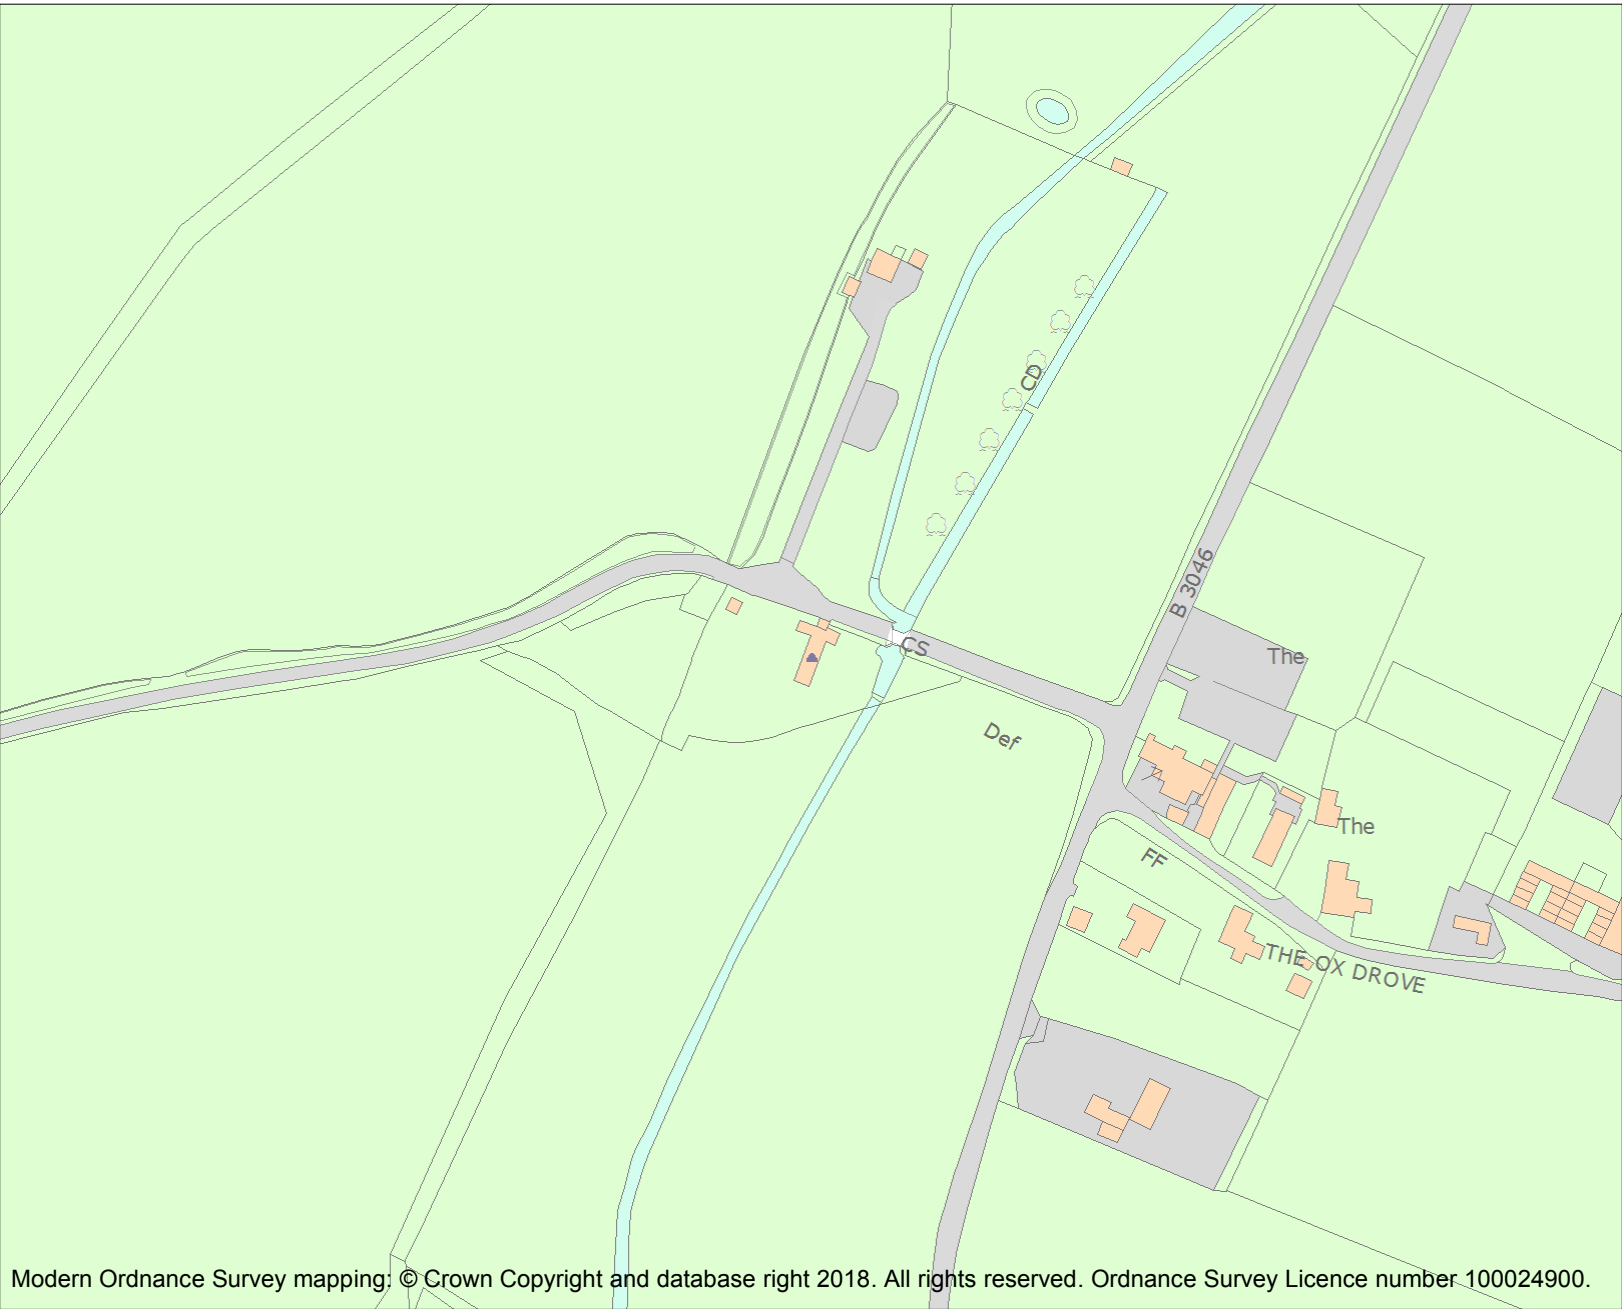 CD
B 3046
CS
The
Def
The
FF
THE OX DROVE
Modern Ordnance Survey mapping: © Crown Copyright and database right 2018. All rights reserved. Ordnance Survey Licence number 100024900.